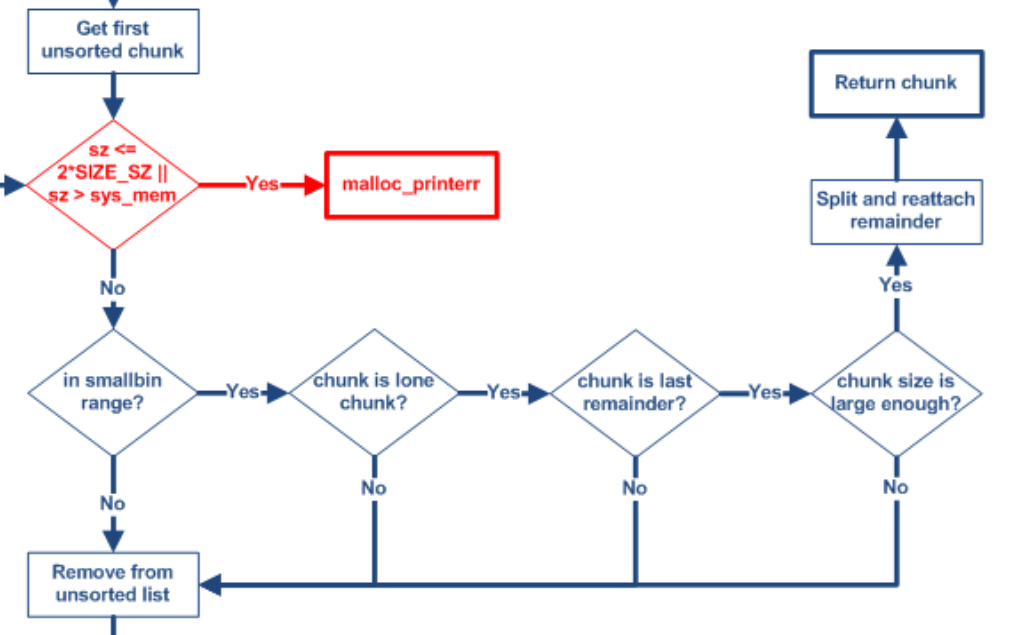 Get first
unsorted chunk
Return chunk
sz <=
2*SIZE_SZ ||
sz > sys_mem
Yes
malloc_printerr
Split and reattach
remainder
No
Yes
in smallbin
range?
Yes
chunk is lone
chunk?
Yes
chunk is last
remainder?
Yes
chunk size is
large enough?
No
No
No
No
Remove from
unsorted list